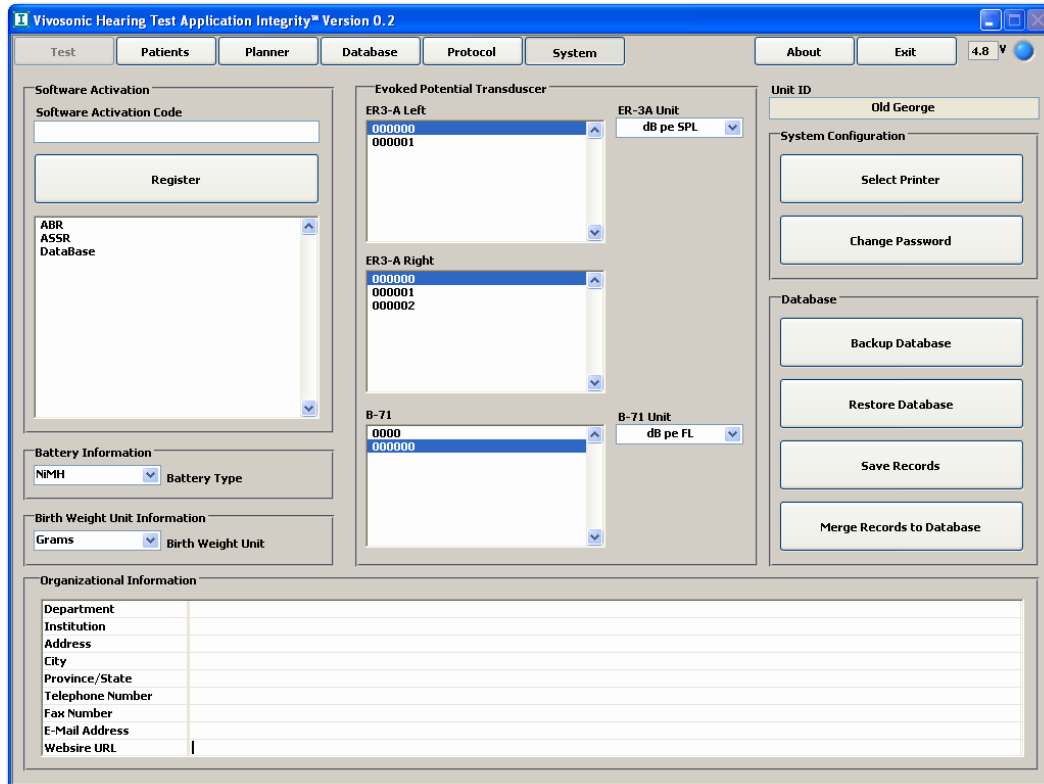 Vivosonic Hearing Test Application Integrity™ Version 0.2
Test Patients Planner Database Protocol System About Exit 4.8 V
Software Activation
Software Activation Code
Register
ABR
ASSR
DataBase
Battery Information
NiMH Battery Type
Birth Weight Unit Information
Grams Birth Weight Unit
Evoked Potential Transduscer
ER3-A Left
000000
000001
ER-3A Unit
dB pe SPL
ER3-A Right
000000
000001
000002
B-71
0000
000000
B-71 Unit
dB pe FL
Unit ID
Old George
System Configuration
Select Printer
Change Password
Database
Backup Database
Restore Database
Save Records
Merge Records to Database
Organizational Information
Department
Institution
Address
City
Province/State
Telephone Number
Fax Number
E-Mail Address
Websire URL